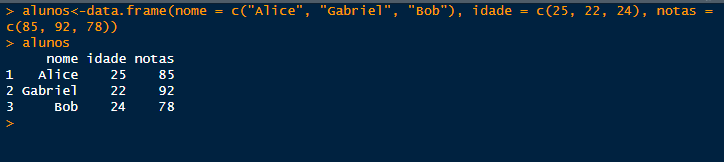 > alunos<-data.frame(nome = c("Alice", "Gabriel", "Bob"), idade = c(25, 22, 24), notas =
c(85, 92, 78))
> alunos
     nome idade notas
1   Alice    25    85
2 Gabriel    22    92
3     Bob    24    78
>